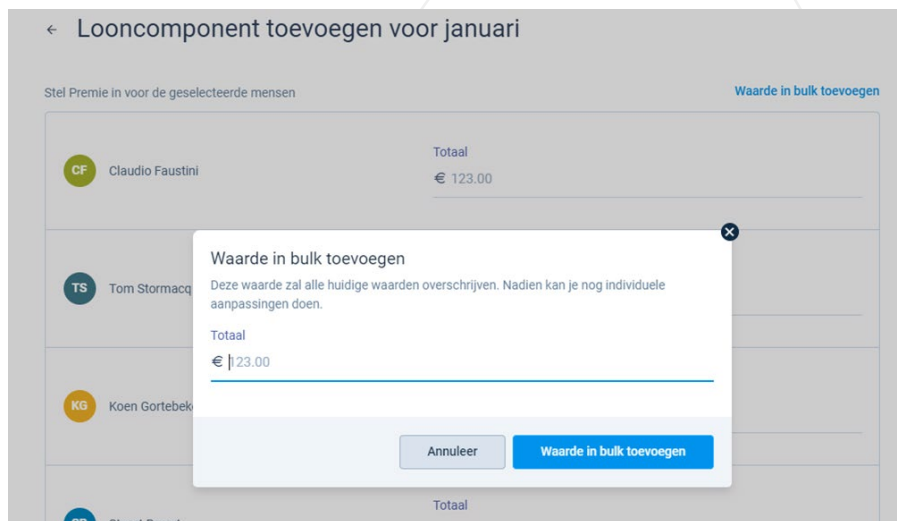 ← Looncomponent toevoegen voor januari
Stel Premie in voor de geselecteerde mensen
Waarde in bulk toevoegen
Totaal
CF Claudio Faustini
€ 123.00
Waarde in bulk toevoegen
Deze waarde zal alle huidige waarden overschrijven. Nadien kan je nog individuele
aanpassingen doen.
TS Tom Stormacq
Totaal
€ 123.00
KG Koen Gortebek
Annuleer
Waarde in bulk toevoegen
Totaal